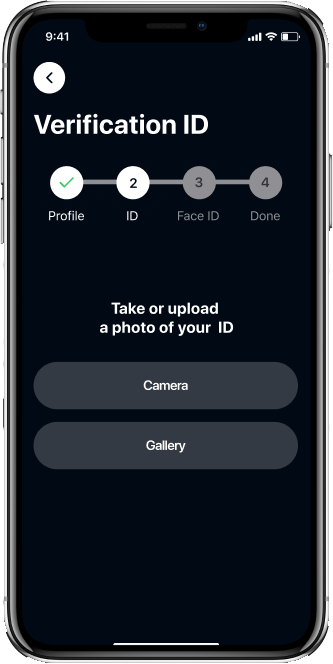 9:41
Verification ID
2
3
4
Profile
ID
Face ID
Done
Take or upload
a photo of your ID
Camera
Gallery